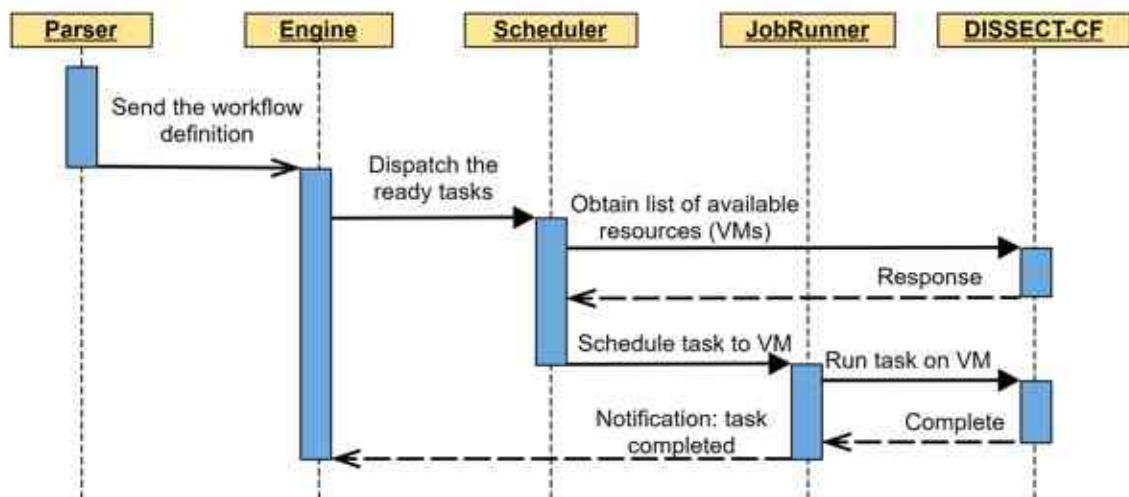 Parser
Engine
Scheduler
JobRunner
DISSECT-CF
Send the workflow
definition
Dispatch the
ready tasks
Obtain list of available
resources (VMs)
Response
Schedule task to VM
Run task on VM
Notification: task
completed
Complete